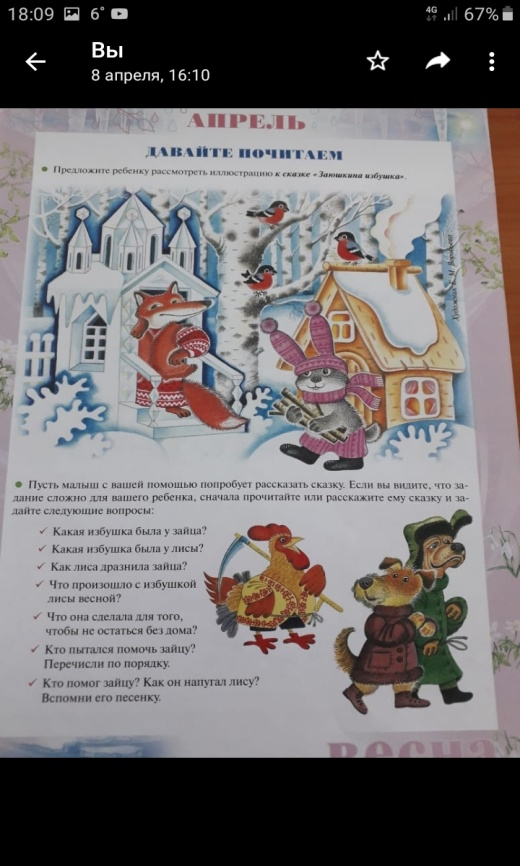 18:09 6° 4G 67%
Вы
8 апреля, 16:10
АПРЕЛЬ
ДАВАЙТЕ ПОЧИТАЕМ
Предложите ребенку рассмотреть иллюстрацию к сказке «Заюшкина избушка».
Пусть малыш с вашей помощью попробует рассказать сказку. Если вы видите, что за-
дание сложно для вашего ребенка, сначала прочитайте или расскажите ему сказку и за-
дайте следующие вопросы:
Какая избушка была у зайца?
Какая избушка была у лисы?
Как лиса дразнила зайца?
Что произошло с избушкой
лисы весной?
Что она сделала для того,
чтобы не остаться без дома?
Кто пытался помочь зайцу?
Перечисли по порядку.
Кто помог зайцу? Как он напугал лису?
Вспомни его песенку.
весна